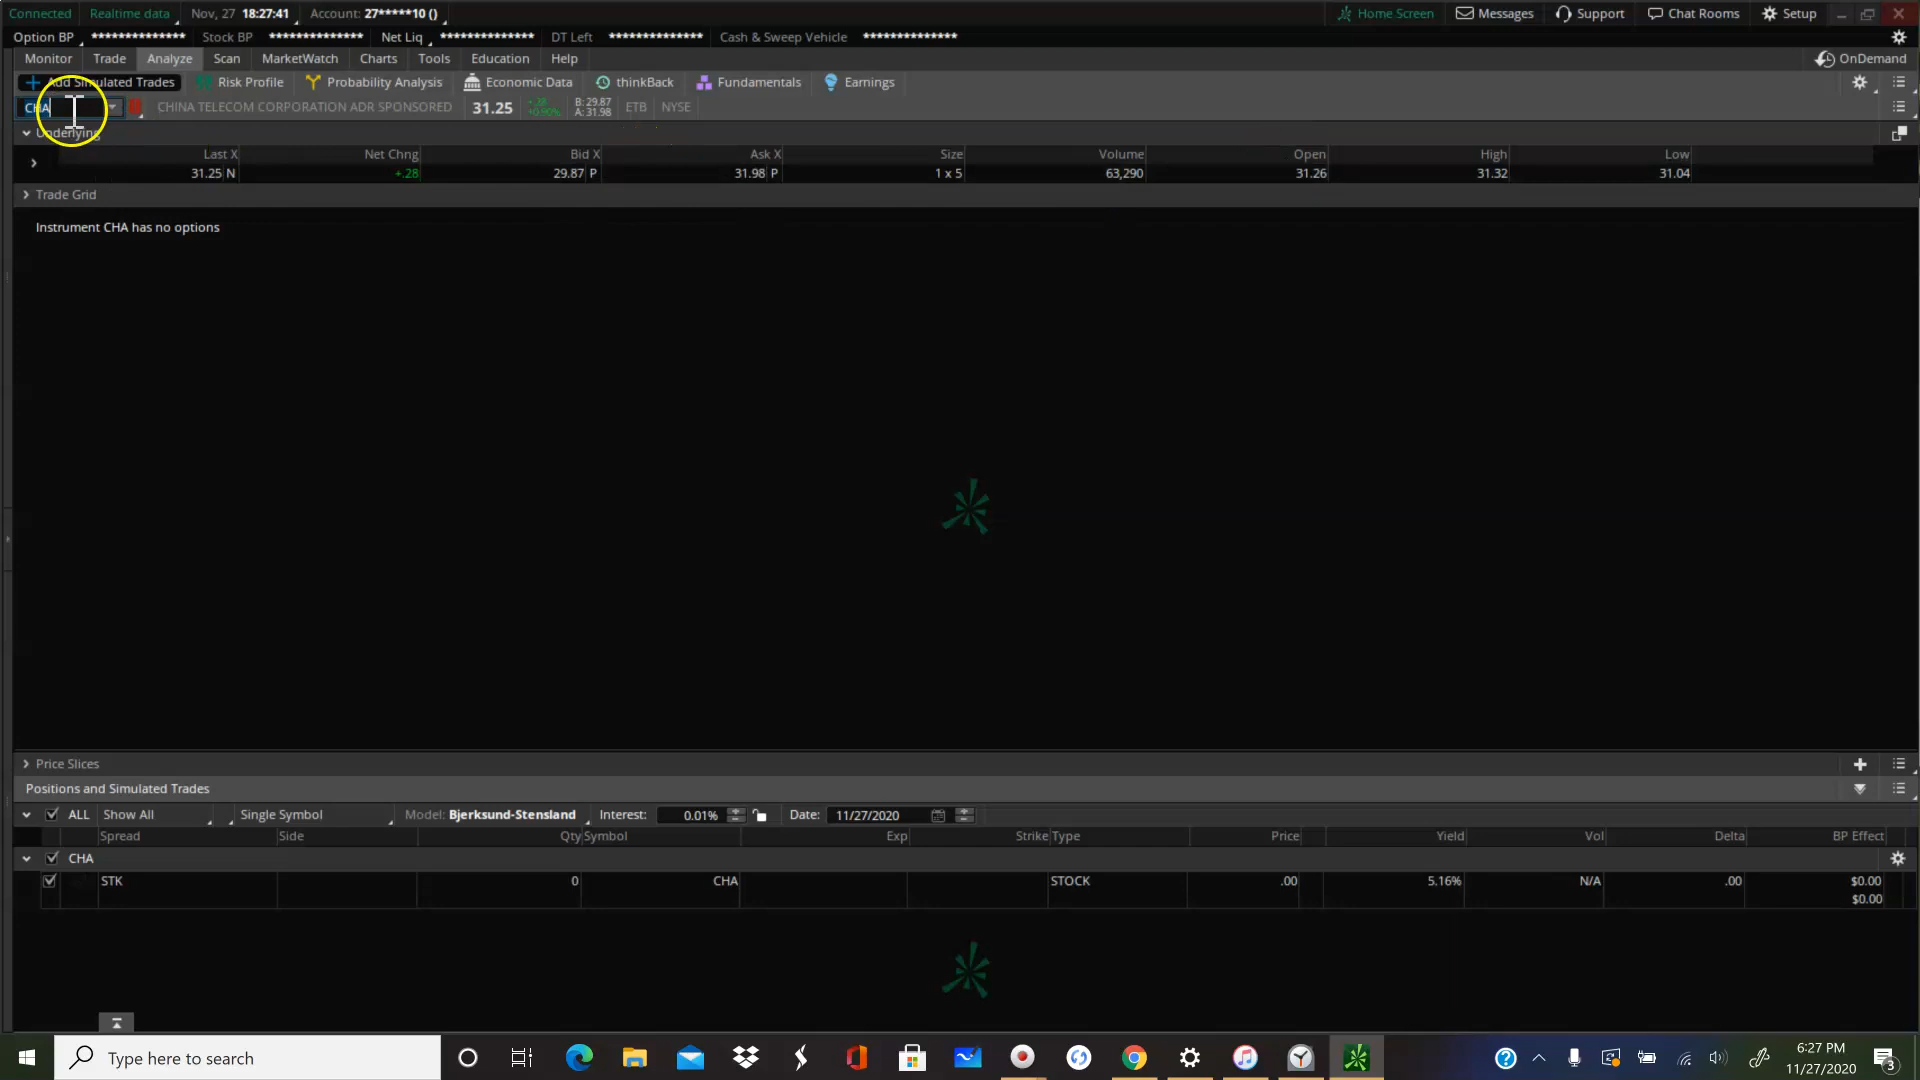 Connected Realtime data Nov, 27 18:27:41 Account: 27*****10 () Home Screen Messages Support Chat Rooms Setup
Option BP ************** Stock BP ************** Net Liq ************** DT Left ************** Cash & Sweep Vehicle **************
Monitor Trade Analyze Scan MarketWatch Charts Tools Education Help OnDemand
Add Simulated Trades Risk Profile Probability Analysis Economic Data thinkBack Fundamentals Earnings
CHA CHINA TELECOM CORPORATION ADR SPONSORED 31.25 +.28 +0.90% B: 29.87 A: 31.98 ETB NYSE
Underlying
Last X Net Chng Bid X Ask X Size Volume Open High Low
31.25 N +.28 29.87 P 31.98 P 1 x 5 63,290 31.26 31.32 31.04
Trade Grid
Instrument CHA has no options
Price Slices
Positions and Simulated Trades
ALL Show All Single Symbol Model: Bjerksund-Stensland Interest: 0.01% Date: 11/27/2020
Spread Side Qty Symbol Exp Strike Type Price Yield Vol Delta BP Effect
CHA
STK 0 CHA STOCK .00 5.16% N/A .00 $0.00
$0.00
Type here to search 6:27 PM
11/27/2020 3